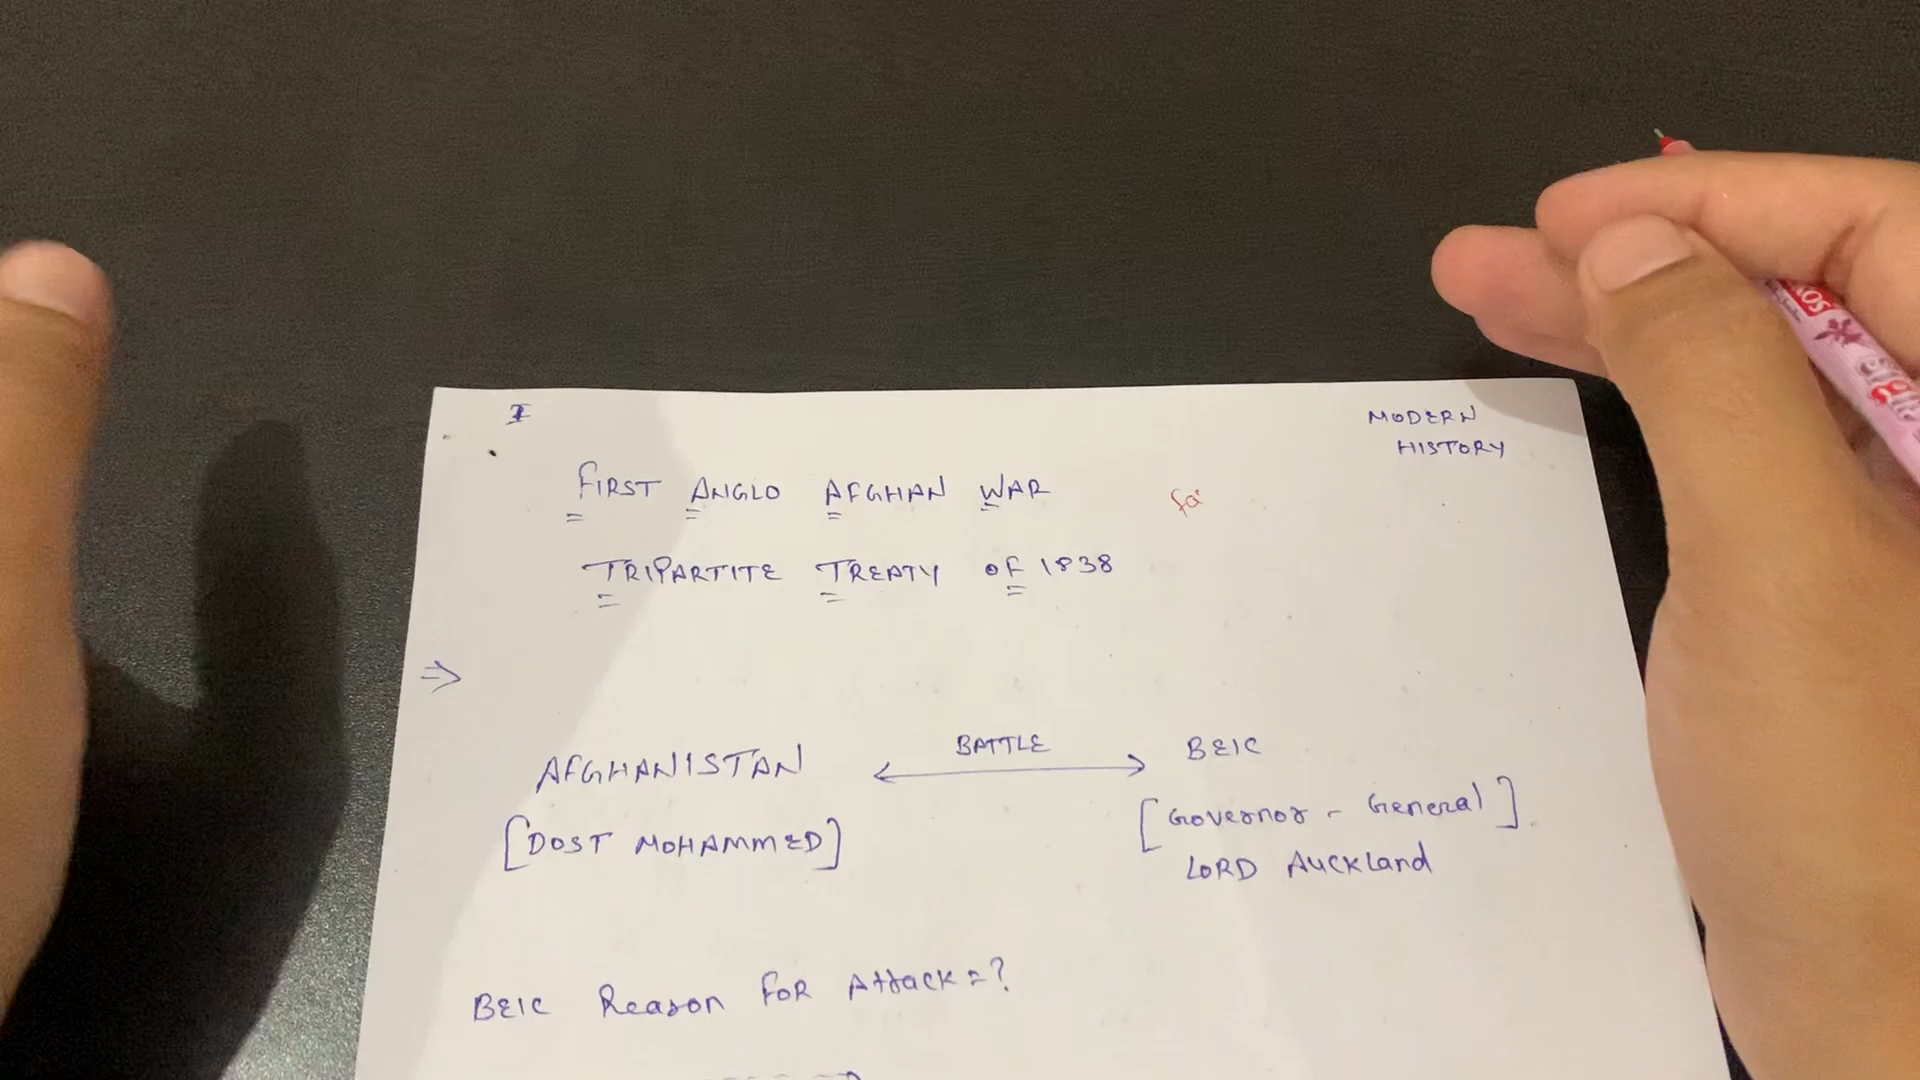 I
MODERN
HISTORY
FIRST ANGLO AFGHAN WAR
fa
TRIPARTITE TREATY OF 1838
⇒
BATTLE
AFGHANISTAN ⟷ BEIC
[DOST MOHAMMED] [Governor - General]
LORD Auckland
BEIC Reason FOR Attack = ?